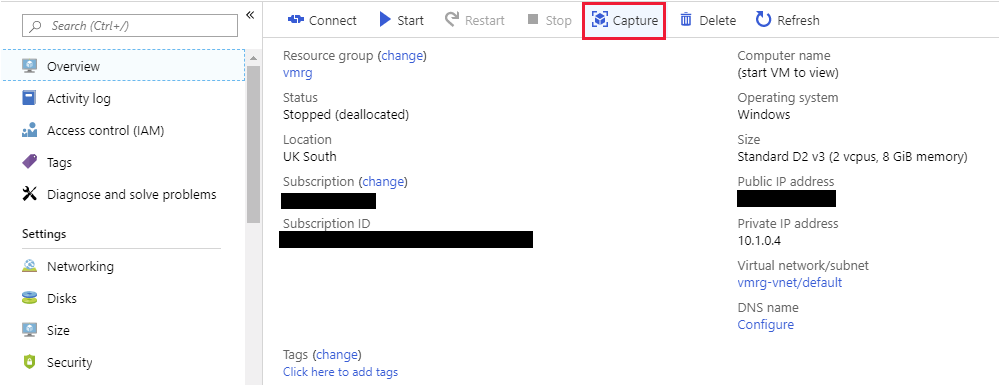 Search (Ctrl+/)
«
Overview
Activity log
Access control (IAM)
Tags
Diagnose and solve problems
Settings
Networking
Disks
Size
Security
Connect
Start
Restart
Stop
Capture
Delete
Refresh
Resource group (change)
vmrg
Status
Stopped (deallocated)
Location
UK South
Subscription (change)
Subscription ID
Computer name
(start VM to view)
Operating system
Windows
Size
Standard D2 v3 (2 vcpus, 8 GiB memory)
Public IP address
Private IP address
10.1.0.4
Virtual network/subnet
vmrg-vnet/default
DNS name
Configure
Tags (change)
Click here to add tags